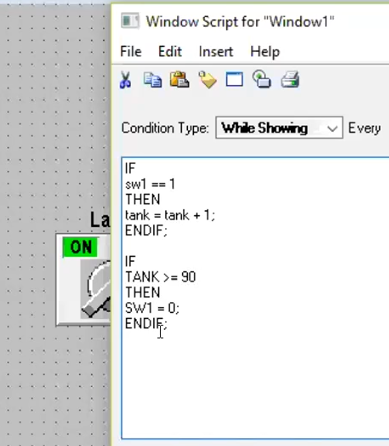 Window Script for "Window1"
File Edit Insert Help
Condition Type: While Showing Every
IF
sw1 == 1
THEN
tank = tank + 1;
ENDIF;
IF
TANK >= 90
THEN
SW1 = 0;
ENDIF;
La
ON